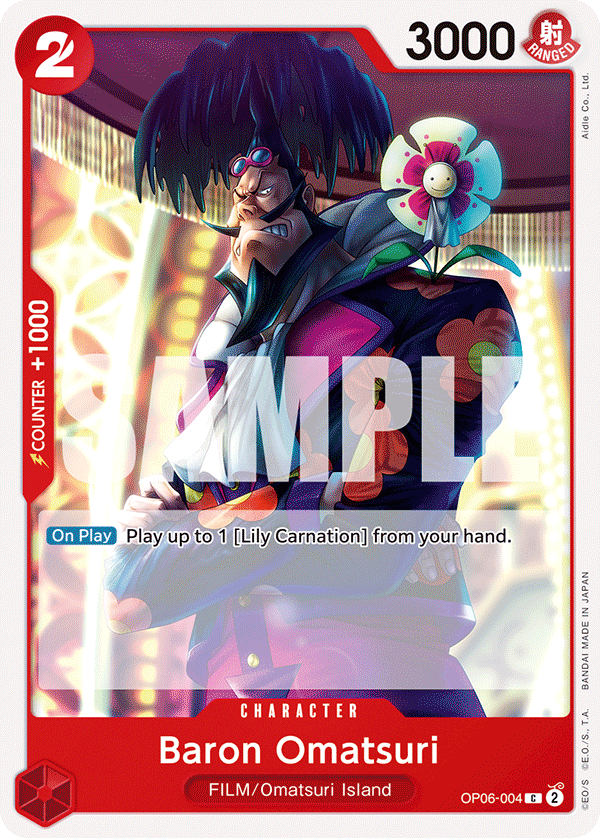 2
3000
射
RANGED
Aidle Co., Ltd.
COUNTER +1000
SAMPLE
On Play Play up to 1 [Lily Carnation] from your hand.
CHARACTER
Baron Omatsuri
FILM/Omatsuri Island
OP06-004 C 2
©EO/S ©E.O./S., T.A. BANDAI MADE IN JAPAN